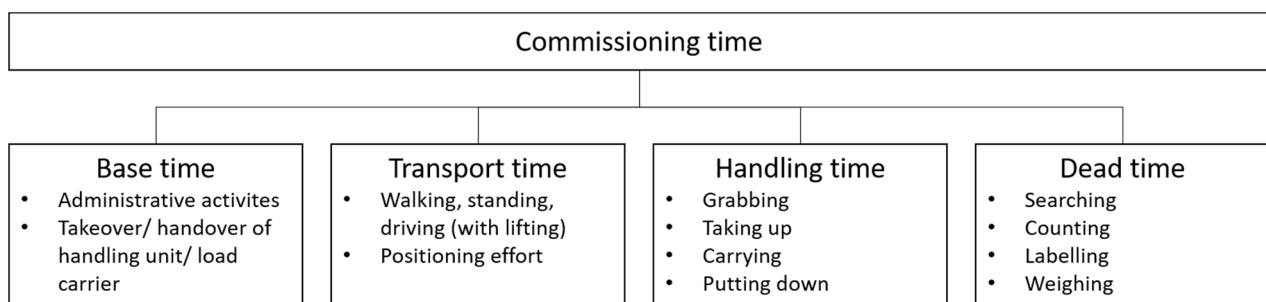 Commissioning time
Base time
• Administrative activites
• Takeover/ handover of
handling unit/ load
carrier
Transport time
• Walking, standing,
driving (with lifting)
• Positioning effort
Handling time
• Grabbing
• Taking up
• Carrying
• Putting down
Dead time
• Searching
• Counting
• Labelling
• Weighing